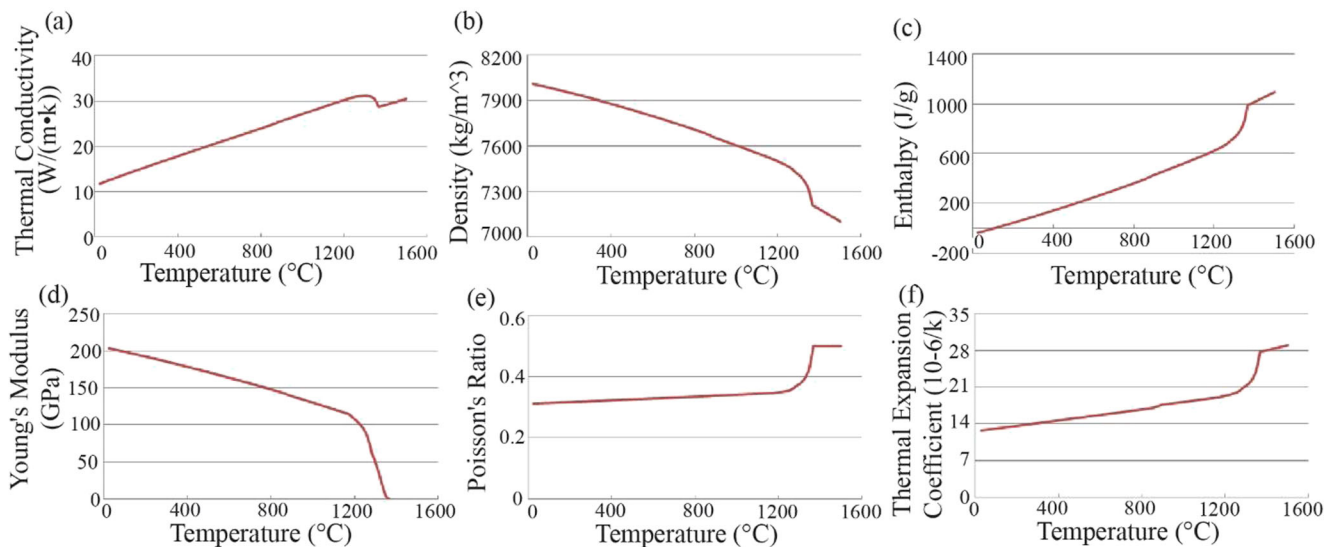 (a)
Thermal Conductivity
(W/(m•k))
40
30
20
10
0
0
400
800
1200
1600
Temperature (°C)
(b)
Density (kg/m^3)
8200
7900
7600
7300
7000
0
400
800
1200
1600
Temperature (°C)
(c)
Enthalpy (J/g)
1400
1000
600
200
-200
0
400
800
1200
1600
Temperature (°C)
(d)
Young's Modulus
(GPa)
250
200
150
100
50
0
0
400
800
1200
1600
Temperature (°C)
(e)
Poisson's Ratio
0.6
0.4
0.2
0
0
400
800
1200
1600
Temperature (°C)
(f)
Thermal Expansion
Coefficient (10-6/k)
35
28
21
14
7
0
0
400
800
1200
1600
Temperature (°C)